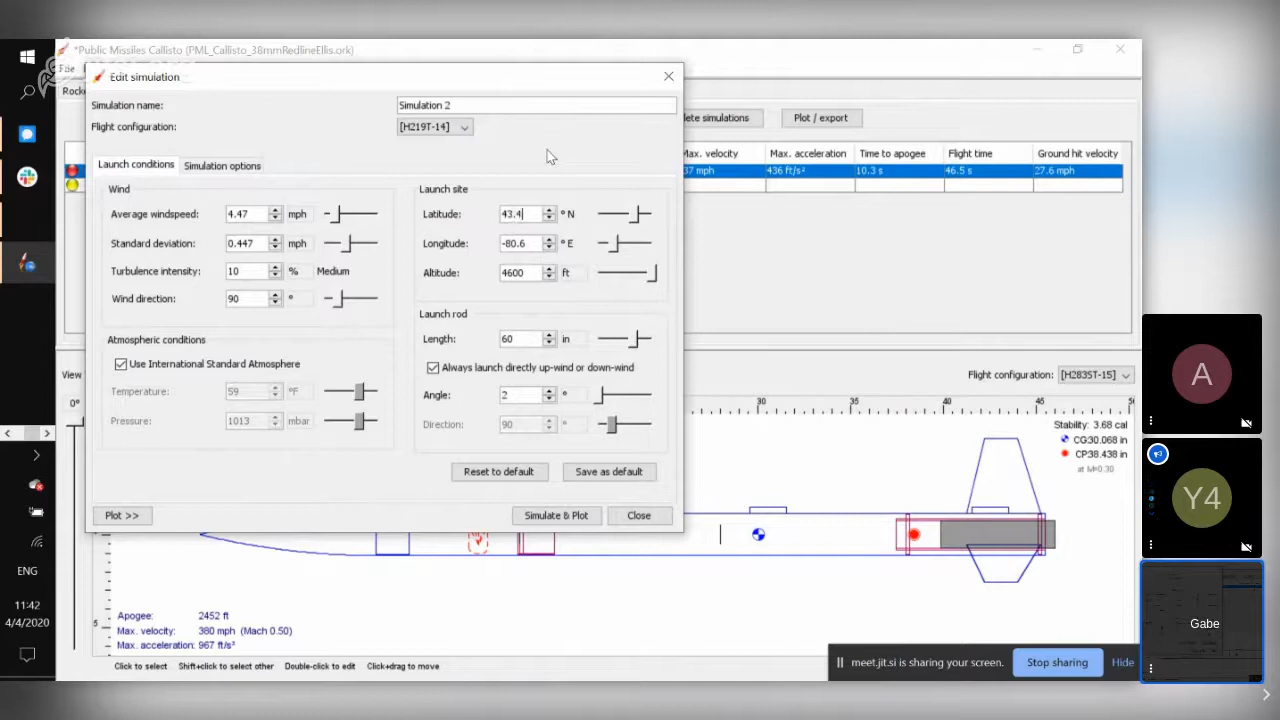 *Public Missiles Callisto (PML_Callisto_38mmRedlineEllis.ork)
File
Edit simulation
Rocke
Simulation name:
Simulation 2
Flight configuration:
[H219T-14]
lete simulations
Plot / export
Launch conditions
Simulation options
Max. velocity
Max. acceleration
Time to apogee
Flight time
Ground hit velocity
37 mph
436 ft/s²
10.3 s
46.5 s
27.6 mph
Wind
Average windspeed:
4.47
mph
Standard deviation:
0.447
mph
Turbulence intensity:
10
%
Medium
Wind direction:
90
°
Launch site
Latitude:
43.4
° N
Longitude:
-80.6
° E
Altitude:
4600
ft
Atmospheric conditions
Use International Standard Atmosphere
Temperature:
59
°F
Pressure:
1013
mbar
Launch rod
Length:
60
in
Always launch directly up-wind or down-wind
Angle:
2
°
Direction:
90
°
Reset to default
Save as default
Plot >>
Simulate & Plot
Close
View
0°
Flight configuration:
[H283ST-15]
30
35
40
45
50
Stability: 3.68 cal
CG30.068 in
CP38.438 in
at M=0.30
5
Apogee:
2452 ft
Max. velocity:
380 mph (Mach 0.50)
Max. acceleration:
967 ft/s²
Click to select
Shift+click to select other
Double-click to edit
Click+drag to move
ENG
11:42
4/4/2020
A
Y4
Gabe
meet.jit.si is sharing your screen.
Stop sharing
Hide